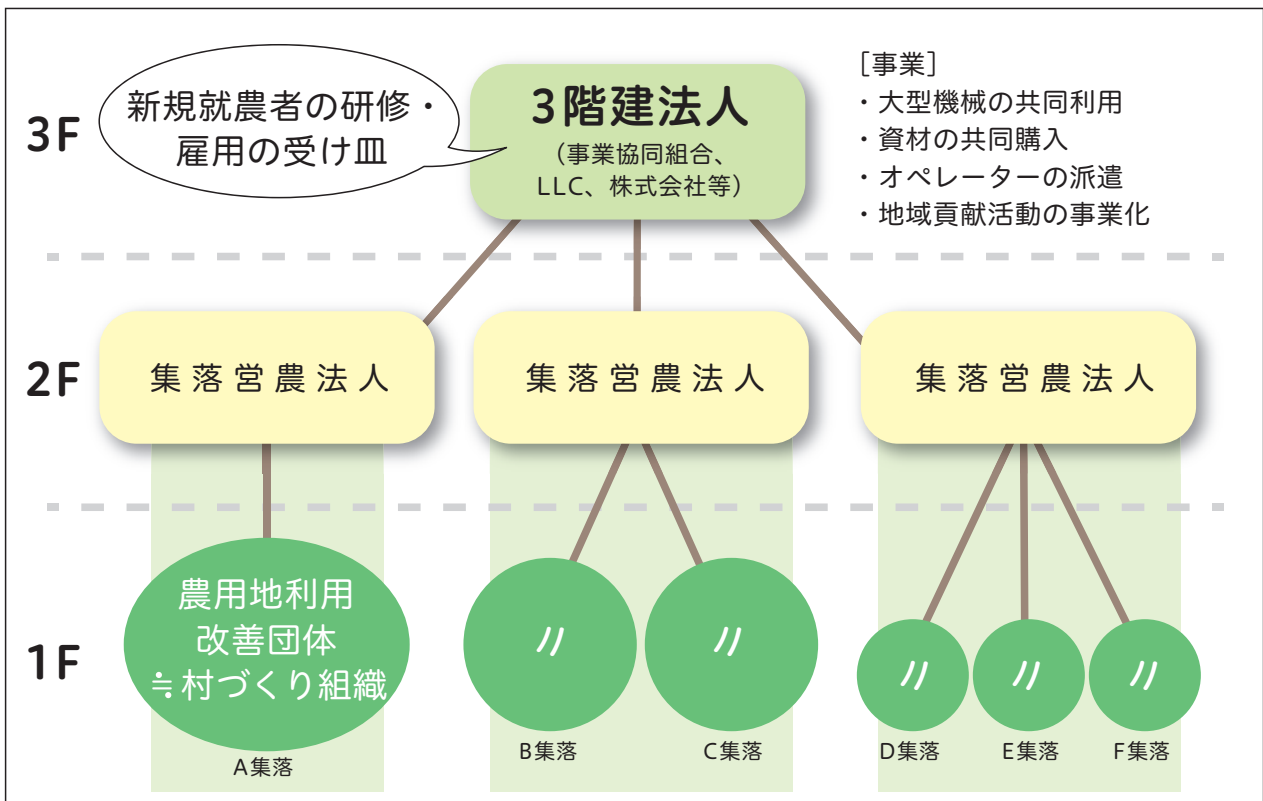 3F
新規就農者の研修・
雇用の受け皿
3階建法人
（事業協同組合、
LLC、株式会社等）
［事業］
・大型機械の共同利用
・資材の共同購入
・オペレーターの派遣
・地域貢献活動の事業化
2F
集落営農法人
集落営農法人
集落営農法人
1F
農用地利用
改善団体
≒村づくり組織
A集落
〃
B集落
〃
C集落
〃
D集落
〃
E集落
〃
F集落